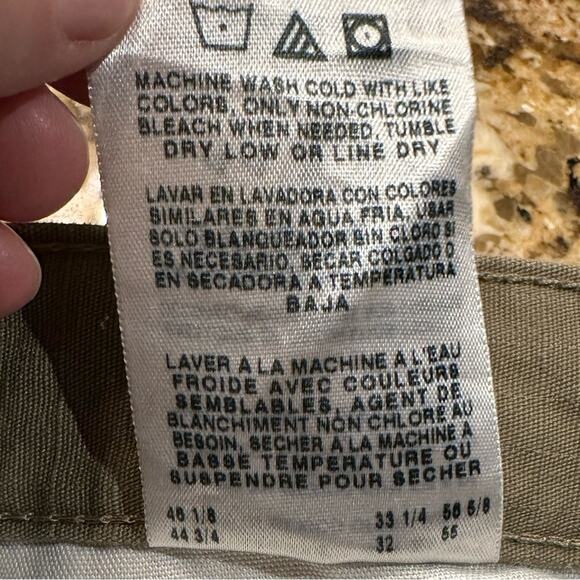 MACHINE WASH COLD WITH LIKE
COLORS, ONLY NON-CHLORINE
BLEACH WHEN NEEDED, TUMBLE
DRY LOW OR LINE DRY
LAVAR EN LAVADORA CON COLORES
SIMILARES EN AGUA FRIA, USAR
SOLO BLANQUEADOR SIN CLORO SI
ES NECESARIO, SECAR COLGADO O
EN SECADORA A TEMPERATURA
BAJA
LAVER A LA MACHINE A L'EAU
FROIDE AVEC COULEURS
SEMBLABLES, AGENT DE
BLANCHIMENT NON CHLORE AU
BESOIN, SECHER A LA MACHINE A
BASSE TEMPERATURE OU
SUSPENDRE POUR SECHER
46 1/8 33 1/4 56 5/8
44 3/4 32 55